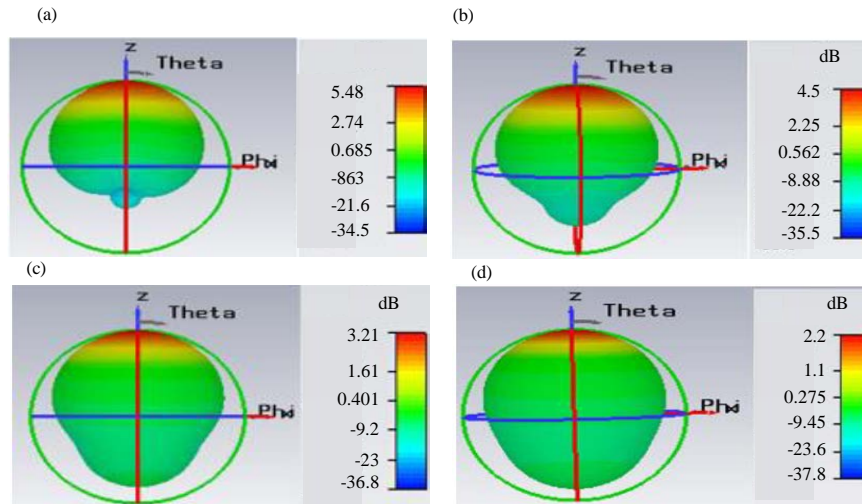 (a)
z
Theta
Phi
5.48
2.74
0.685
-863
-21.6
-34.5
(b)
z
Theta
Phi
dB
4.5
2.25
0.562
-8.88
-22.2
-35.5
(c)
z
Theta
Phi
dB
3.21
1.61
0.401
-9.2
-23
-36.8
(d)
z
Theta
Phi
dB
2.2
1.1
0.275
-9.45
-23.6
-37.8